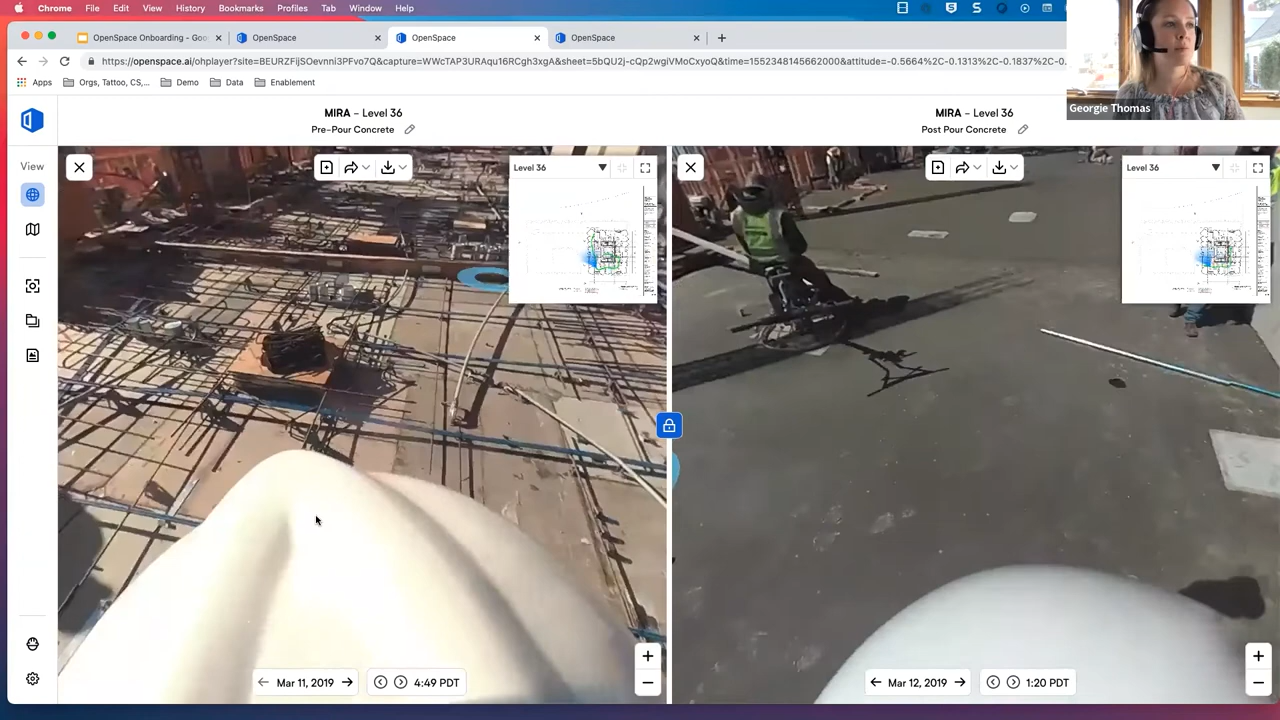 Chrome File Edit View History Bookmarks Profiles Tab Window Help
OpenSpace Onboarding - Goo
OpenSpace
OpenSpace
OpenSpace
https://openspace.ai/ohplayer?site=BEURZFijSOevnni3PFvo7Q&capture=WWcTAP3URAqu16RCgh3xgA&sheet=5bQU2j-cQp2wgiVMoCxyoQ&time=1552348145662000&attitude=-0.5664%2C-0.1313%2C-0.1837%2C-0.
Apps Orgs, Tattoo, CS,... Demo Data Enablement
Georgie Thomas
MIRA – Level 36
Pre-Pour Concrete
MIRA – Level 36
Post Pour Concrete
View
Level 36
Level 36
Mar 11, 2019
4:49 PDT
Mar 12, 2019
1:20 PDT